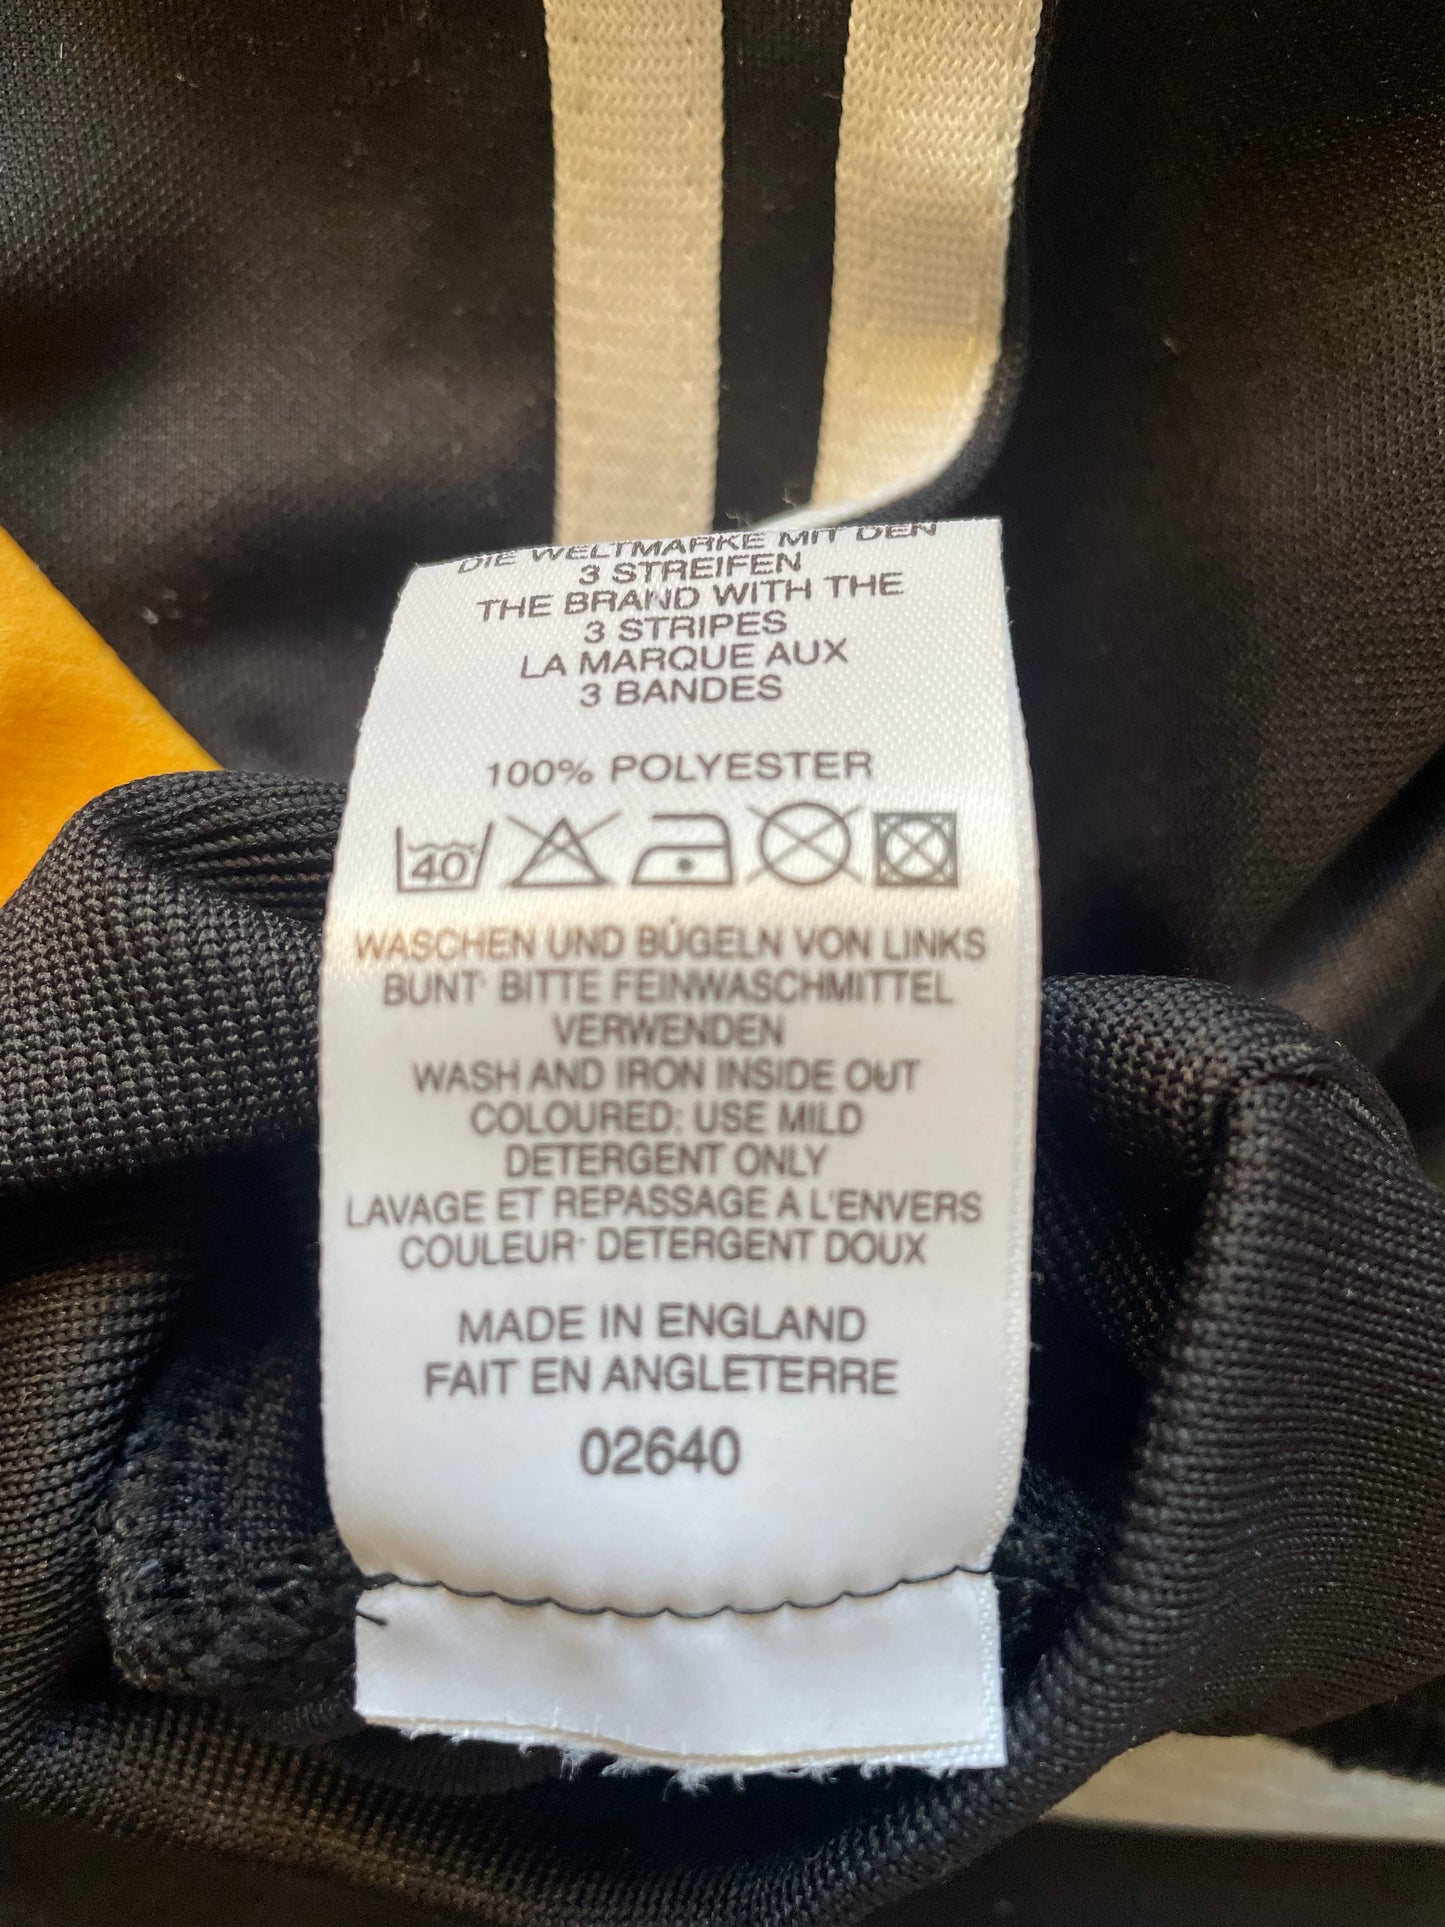 DIE WELTMARKE MIT DEN
3 STREIFEN
THE BRAND WITH THE
3 STRIPES
LA MARQUE AUX
3 BANDES
100% POLYESTER
40
WASCHEN UND BÜGELN VON LINKS
BUNT: BITTE FEINWASCHMITTEL
VERWENDEN
WASH AND IRON INSIDE OUT
COLOURED: USE MILD
DETERGENT ONLY
LAVAGE ET REPASSAGE A L'ENVERS
COULEUR: DETERGENT DOUX
MADE IN ENGLAND
FAIT EN ANGLETERRE
02640